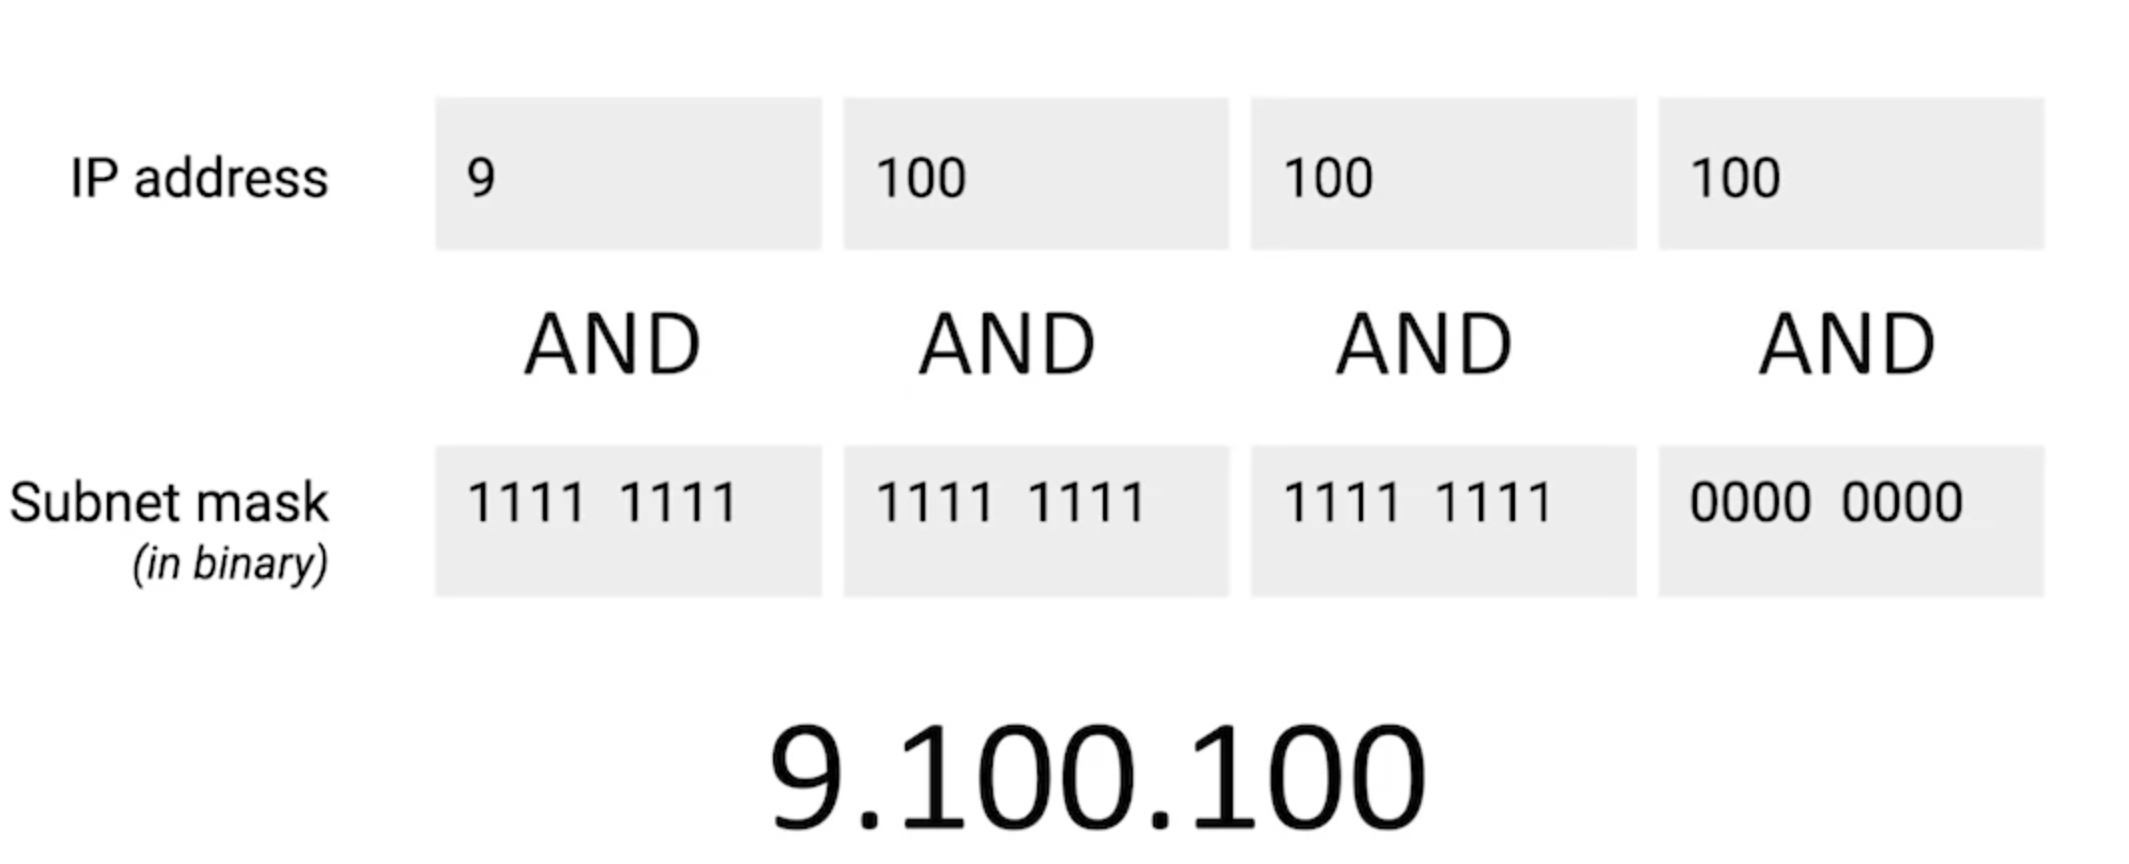 IP address 9 100 100 100
AND AND AND AND
Subnet mask 1111 1111 1111 1111 1111 1111 0000 0000
(in binary)
9.100.100